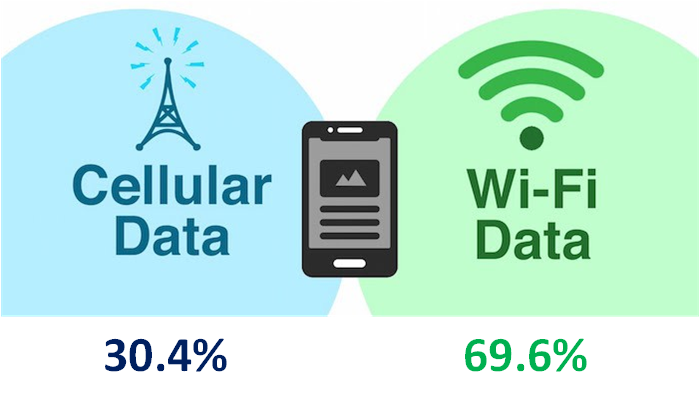 Cellular
Data
Wi-Fi
Data
30.4%
69.6%